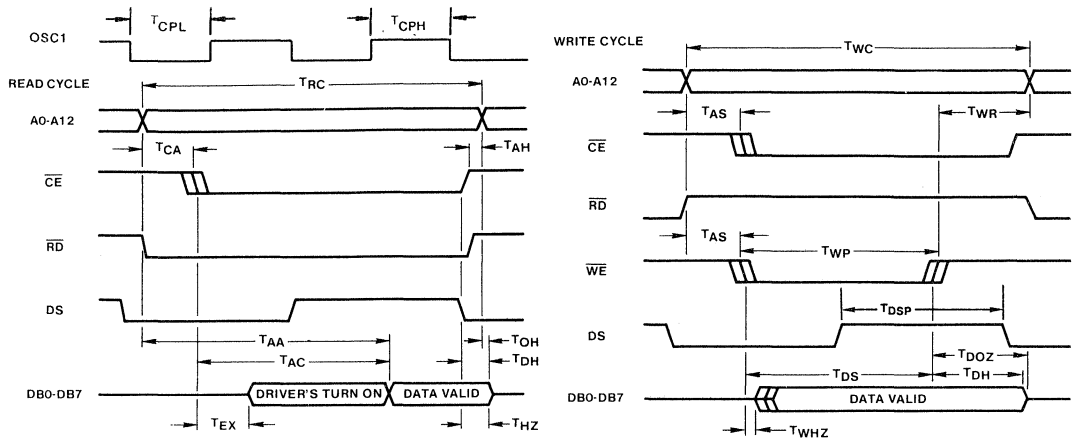 OSC1
TCPL
TCPH
READ CYCLE
TRC
A0-A12
TCA
TAH
CE
RD
DS
TAA
TOH
TAC
TDH
DB0-DB7
DRIVER'S TURN ON
DATA VALID
TEX
THZ
WRITE CYCLE
TWC
A0-A12
TAS
TWR
CE
RD
TAS
TWP
WE
TDSP
DS
TDOZ
TDS
TDH
DB0-DB7
DATA VALID
TWHZ